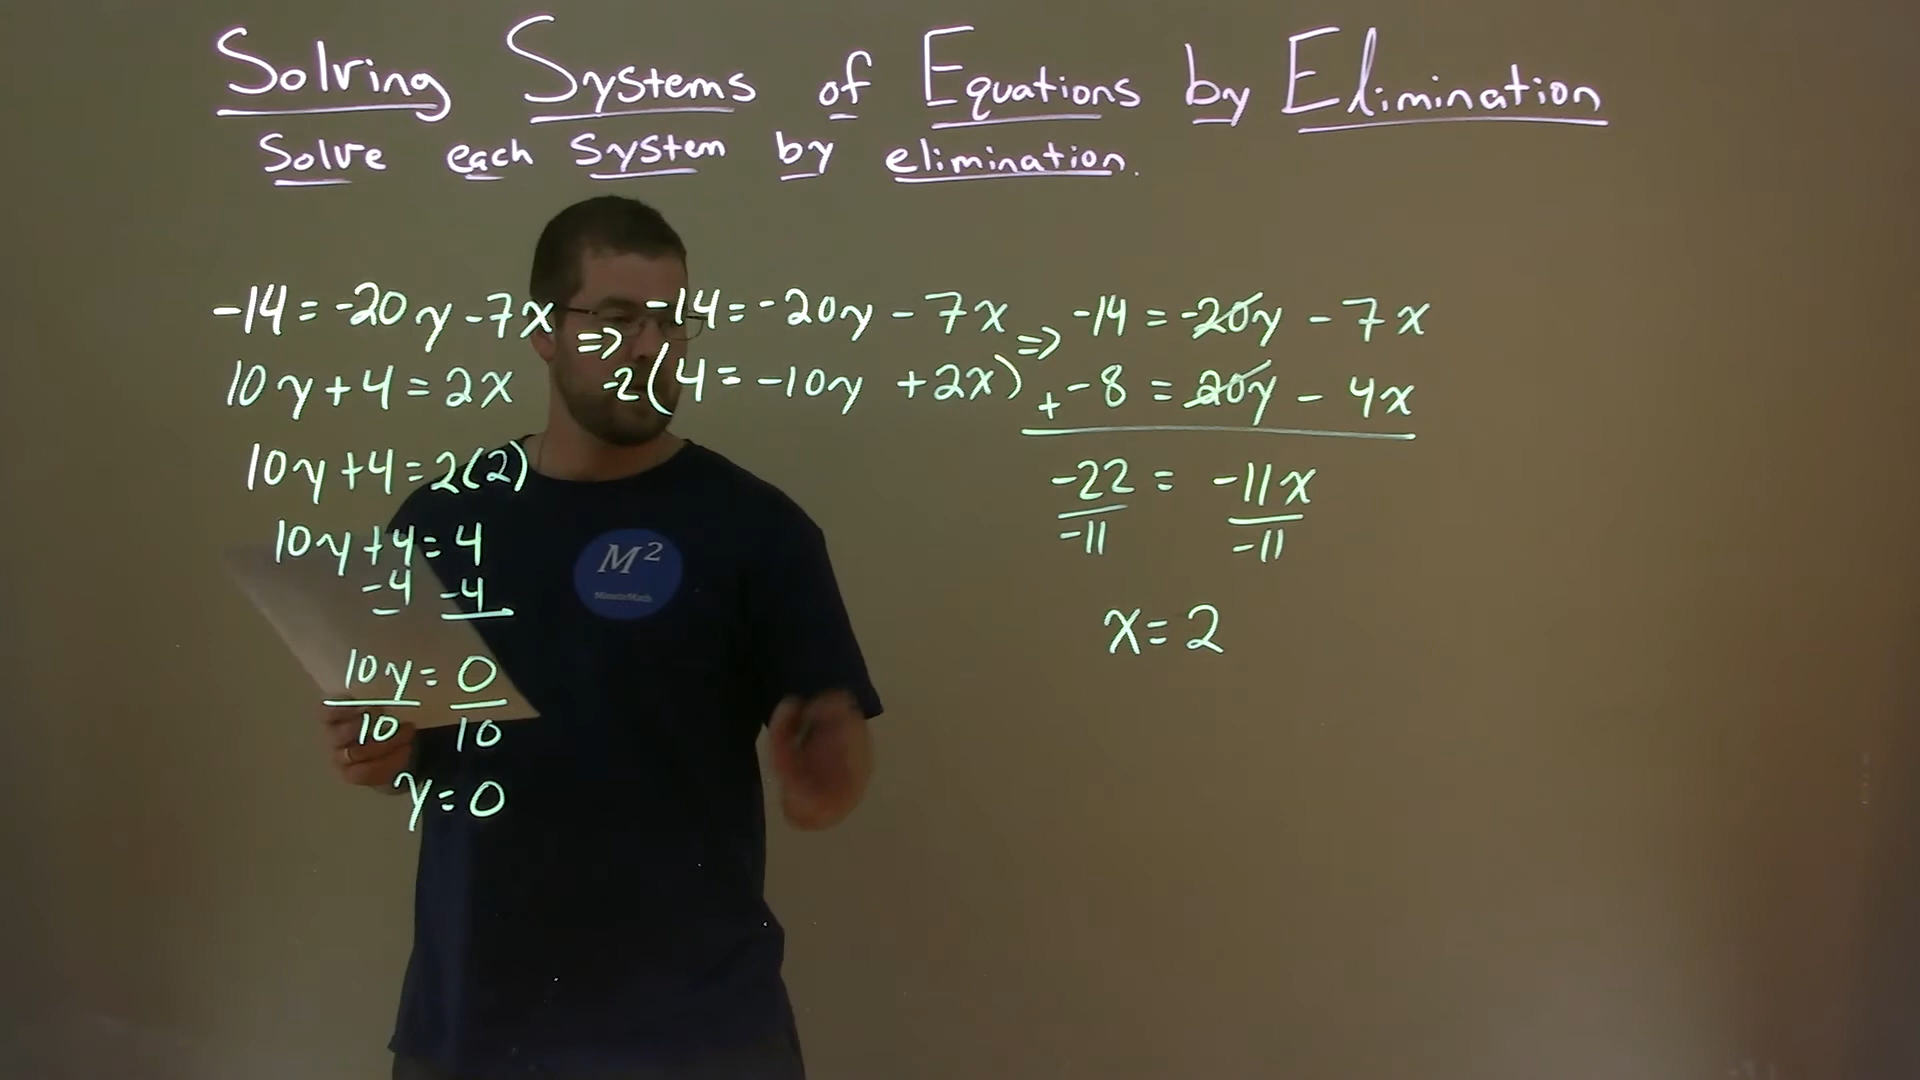 Solving Systems of Equations by Elimination
Solve each system by elimination.
-14 = -20y - 7x => -14 = -20y - 7x => -14 = -20y - 7x
10y + 4 = 2x -2(4 = -10y + 2x) + -8 = 20y - 4x
10y + 4 = 2(2)
10y + 4 = 4
-4 -4
10y = 0
10 10
y = 0
-22 = -11x
-11 -11
x = 2
M²
MinuteMath